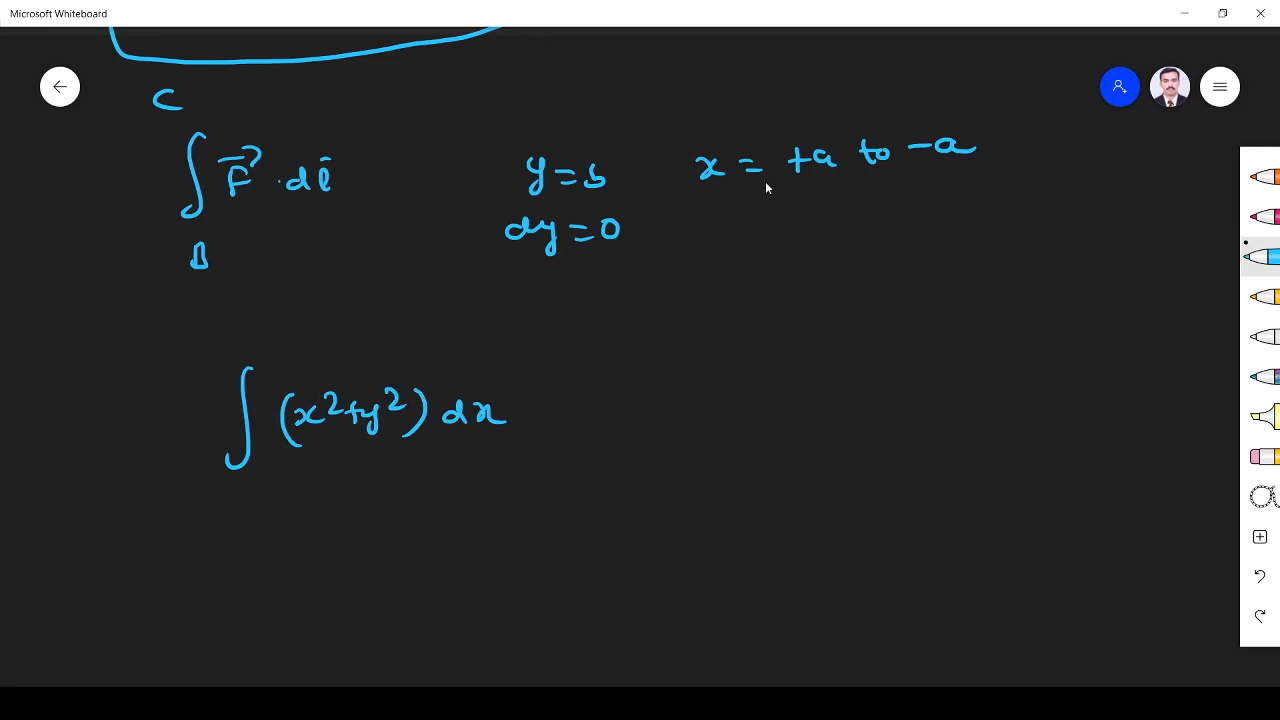 Microsoft Whiteboard
C
∫ F⃗ · dl̄
B
y = b
dy = 0
x = +a to -a
∫ (x²+y²) dx